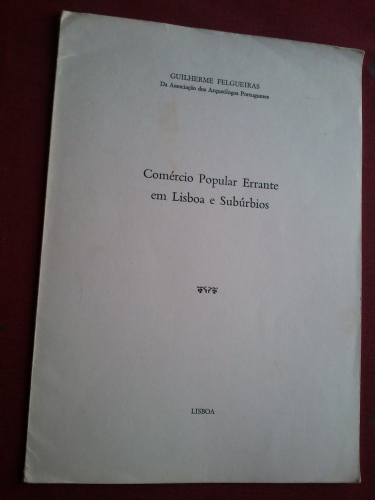 GUILHERME FELGUEIRAS
Da Associação dos Arqueólogos Portugueses
Comércio Popular Errante
em Lisboa e Subúrbios
LISBOA